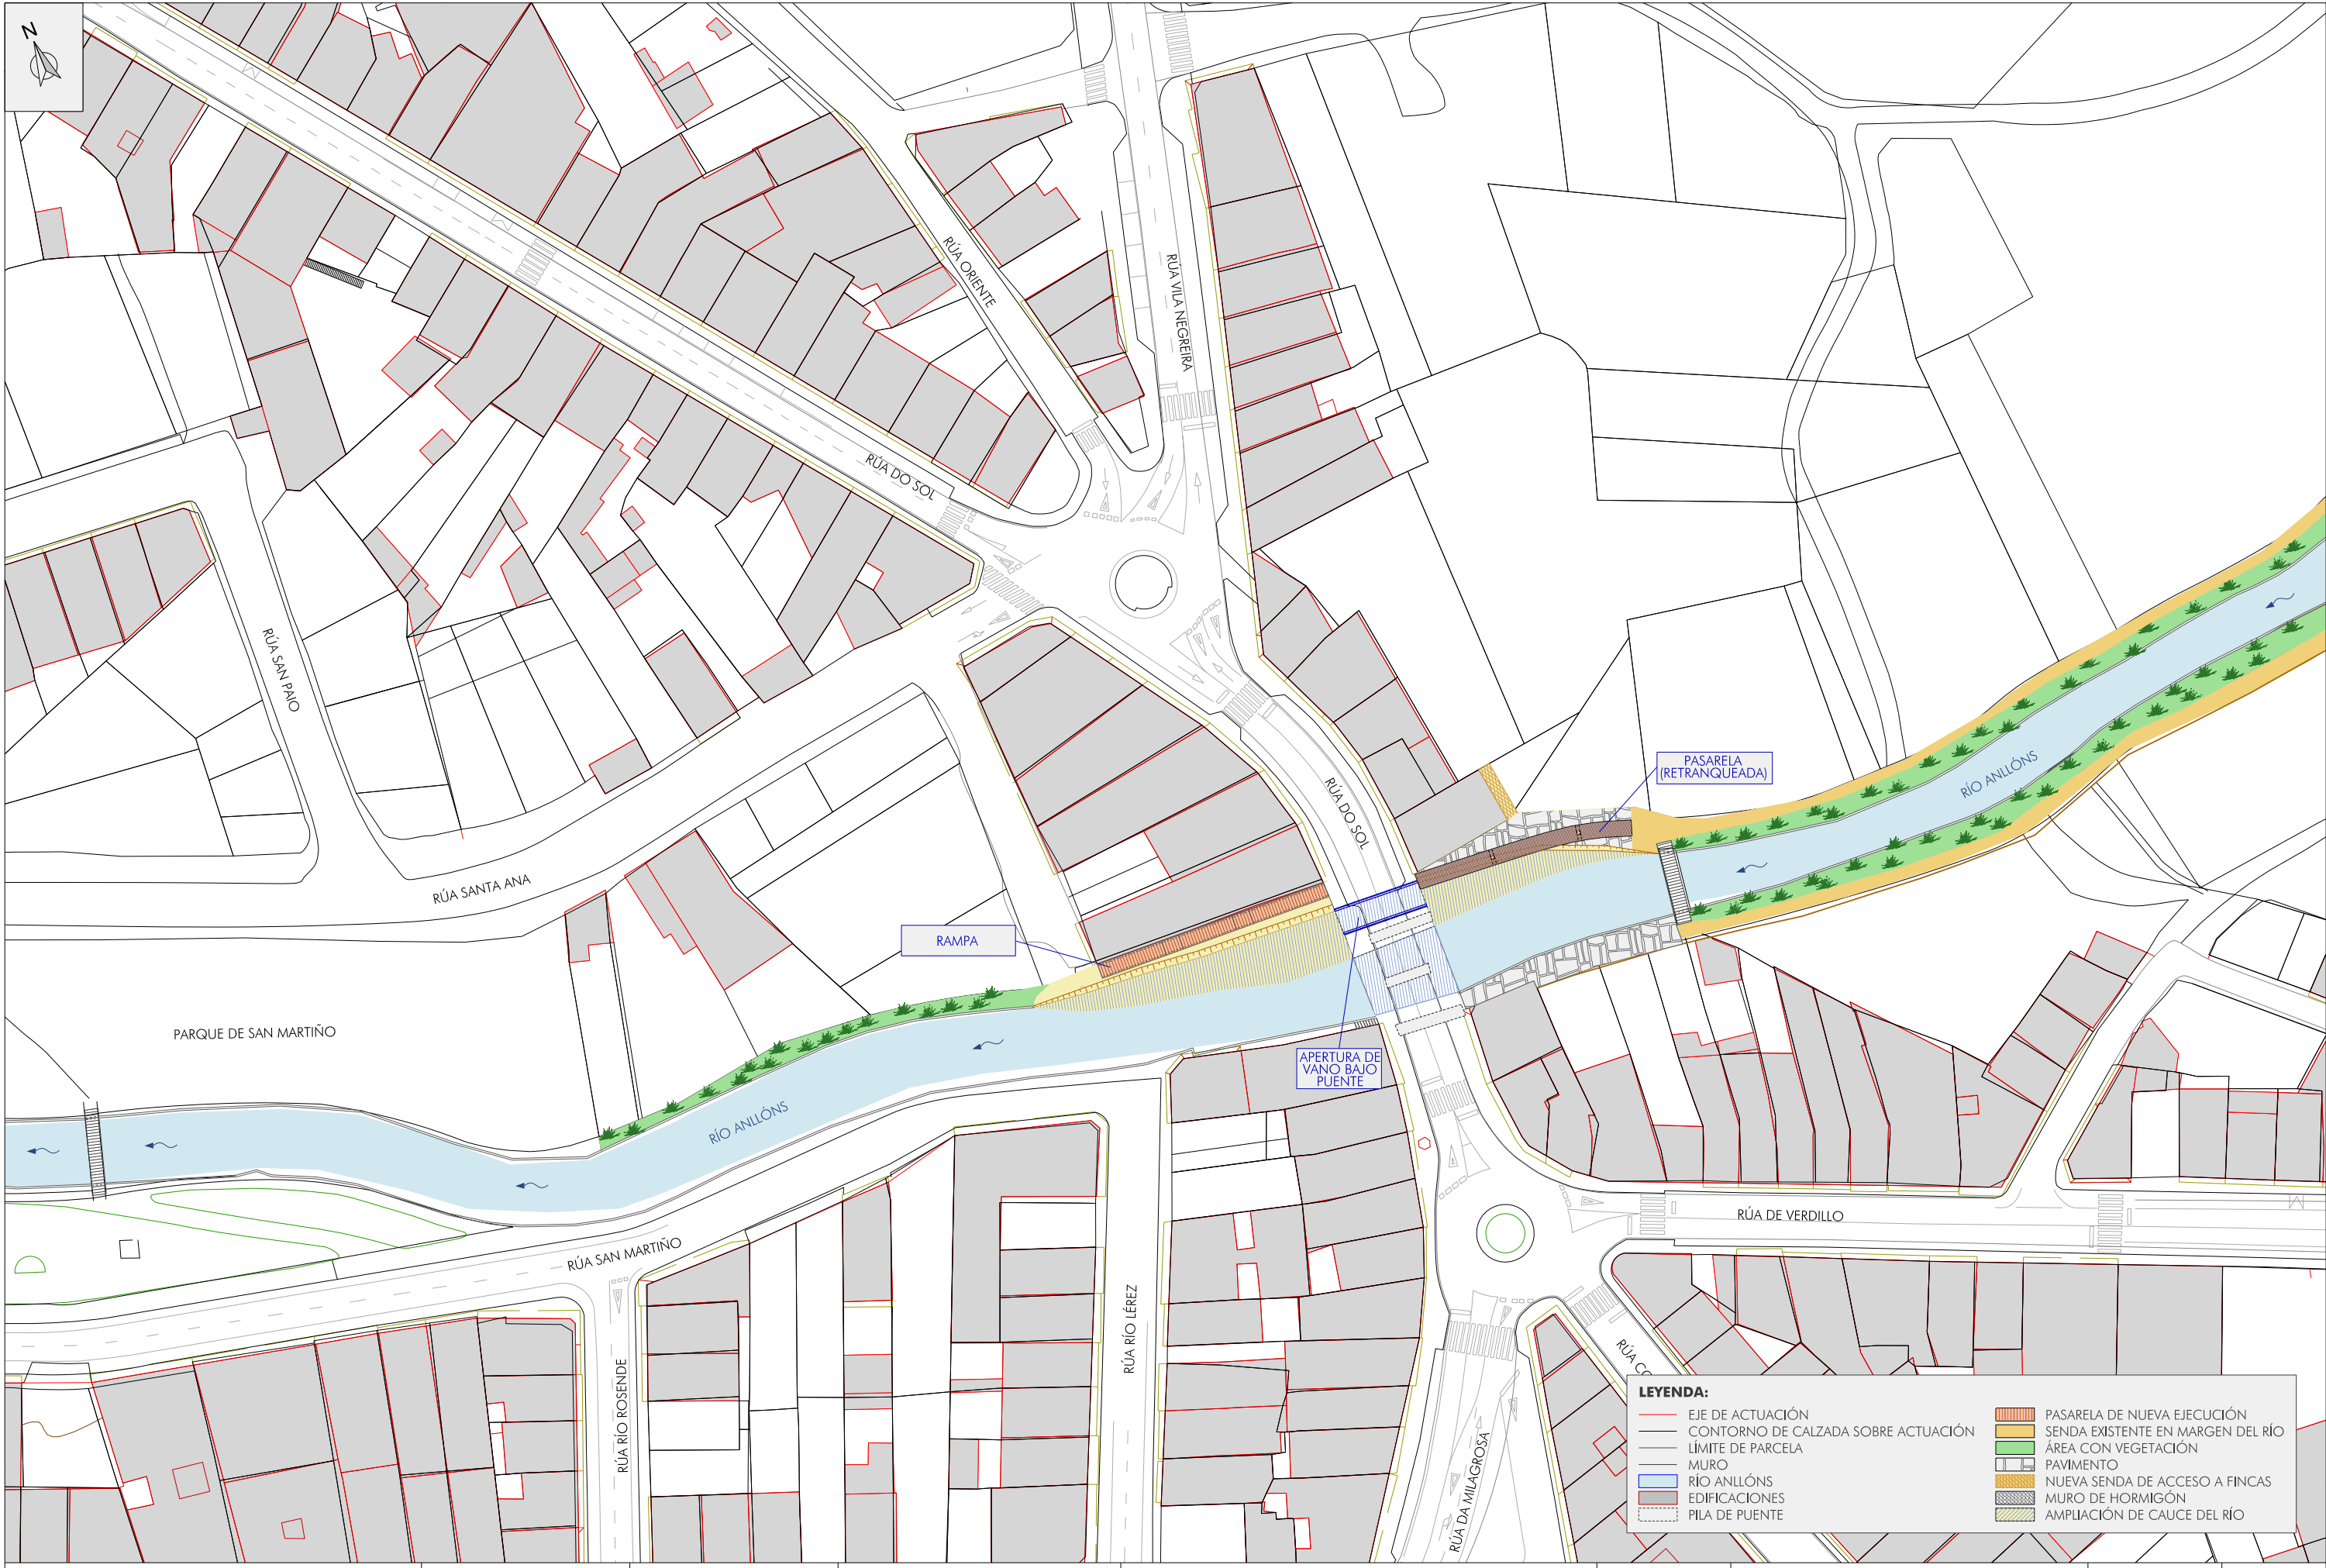 N
RÚA ORIENTE
RÚA VILA NEGREIRA
RÚA DO SOL
RÚA SAN PAIO
RÚA DO SOL
PASARELA
(RETRANQUEADA)
RÍO ANLLÓNS
RÚA SANTA ANA
RAMPA
PARQUE DE SAN MARTIÑO
APERTURA DE
VANO BAJO
PUENTE
RÍO ANLLÓNS
RÚA DE VERDILLO
RÚA SAN MARTIÑO
RÚA RÍO LÉREZ
RÚA RÍO ROSENDE
RÚA CO
RÚA DA MILAGROSA
LEYENDA:
EJE DE ACTUACIÓN
CONTORNO DE CALZADA SOBRE ACTUACIÓN
LÍMITE DE PARCELA
MURO
RÍO ANLLÓNS
EDIFICACIONES
PILA DE PUENTE
PASARELA DE NUEVA EJECUCIÓN
SENDA EXISTENTE EN MARGEN DEL RÍO
ÁREA CON VEGETACIÓN
PAVIMENTO
NUEVA SENDA DE ACCESO A FINCAS
MURO DE HORMIGÓN
AMPLIACIÓN DE CAUCE DEL RÍO